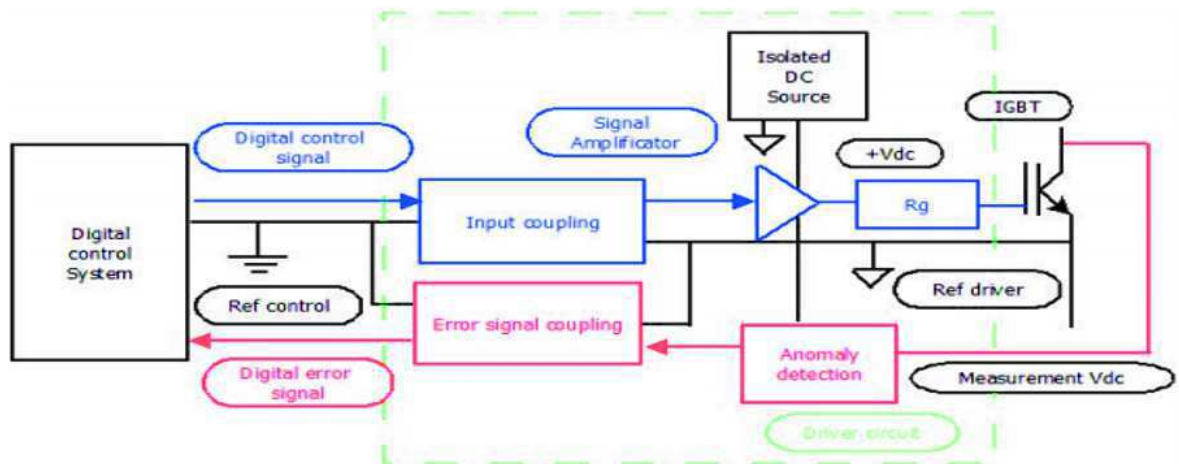 Isolated
DC
Source
IGBT
Digital control
signal
Signal
Amplificator
+Vdc
Digital
control
System
Input coupling
Rg
Ref control
Ref driver
Error signal coupling
Anomaly
detection
Digital error
signal
Measurement Vdc
Driver circuit